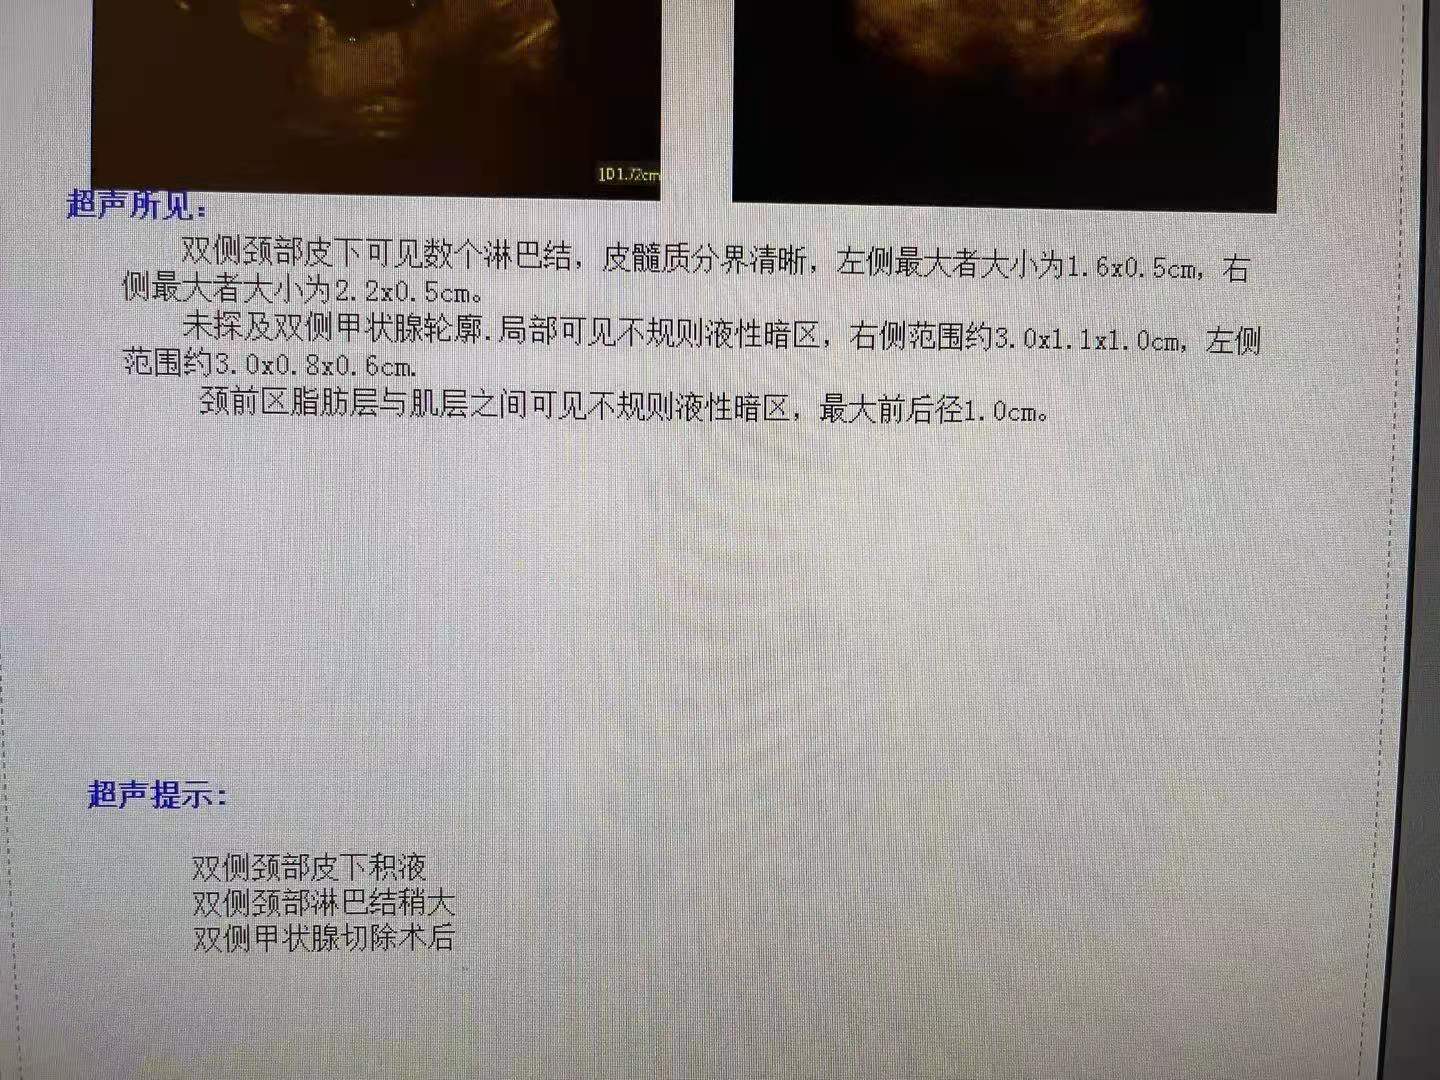 1D 1.72cm
超声所见：
双侧颈部皮下可见数个淋巴结，皮髓质分界清晰，左侧最大者大小为1.6x0.5cm，右
侧最大者大小为2.2x0.5cm。
未探及双侧甲状腺轮廓.局部可见不规则液性暗区，右侧范围约3.0x1.1x1.0cm，左侧
范围约3.0x0.8x0.6cm.
颈前区脂肪层与肌层之间可见不规则液性暗区，最大前后径1.0cm。
超声提示：
双侧颈部皮下积液
双侧颈部淋巴结稍大
双侧甲状腺切除术后